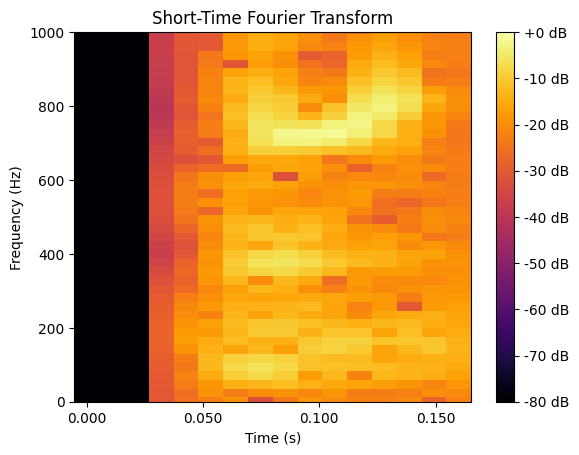 Short-Time Fourier Transform
1000
800
600
400
200
0
Frequency (Hz)
0.000
0.050
0.100
0.150
Time (s)
+0 dB
-10 dB
-20 dB
-30 dB
-40 dB
-50 dB
-60 dB
-70 dB
-80 dB